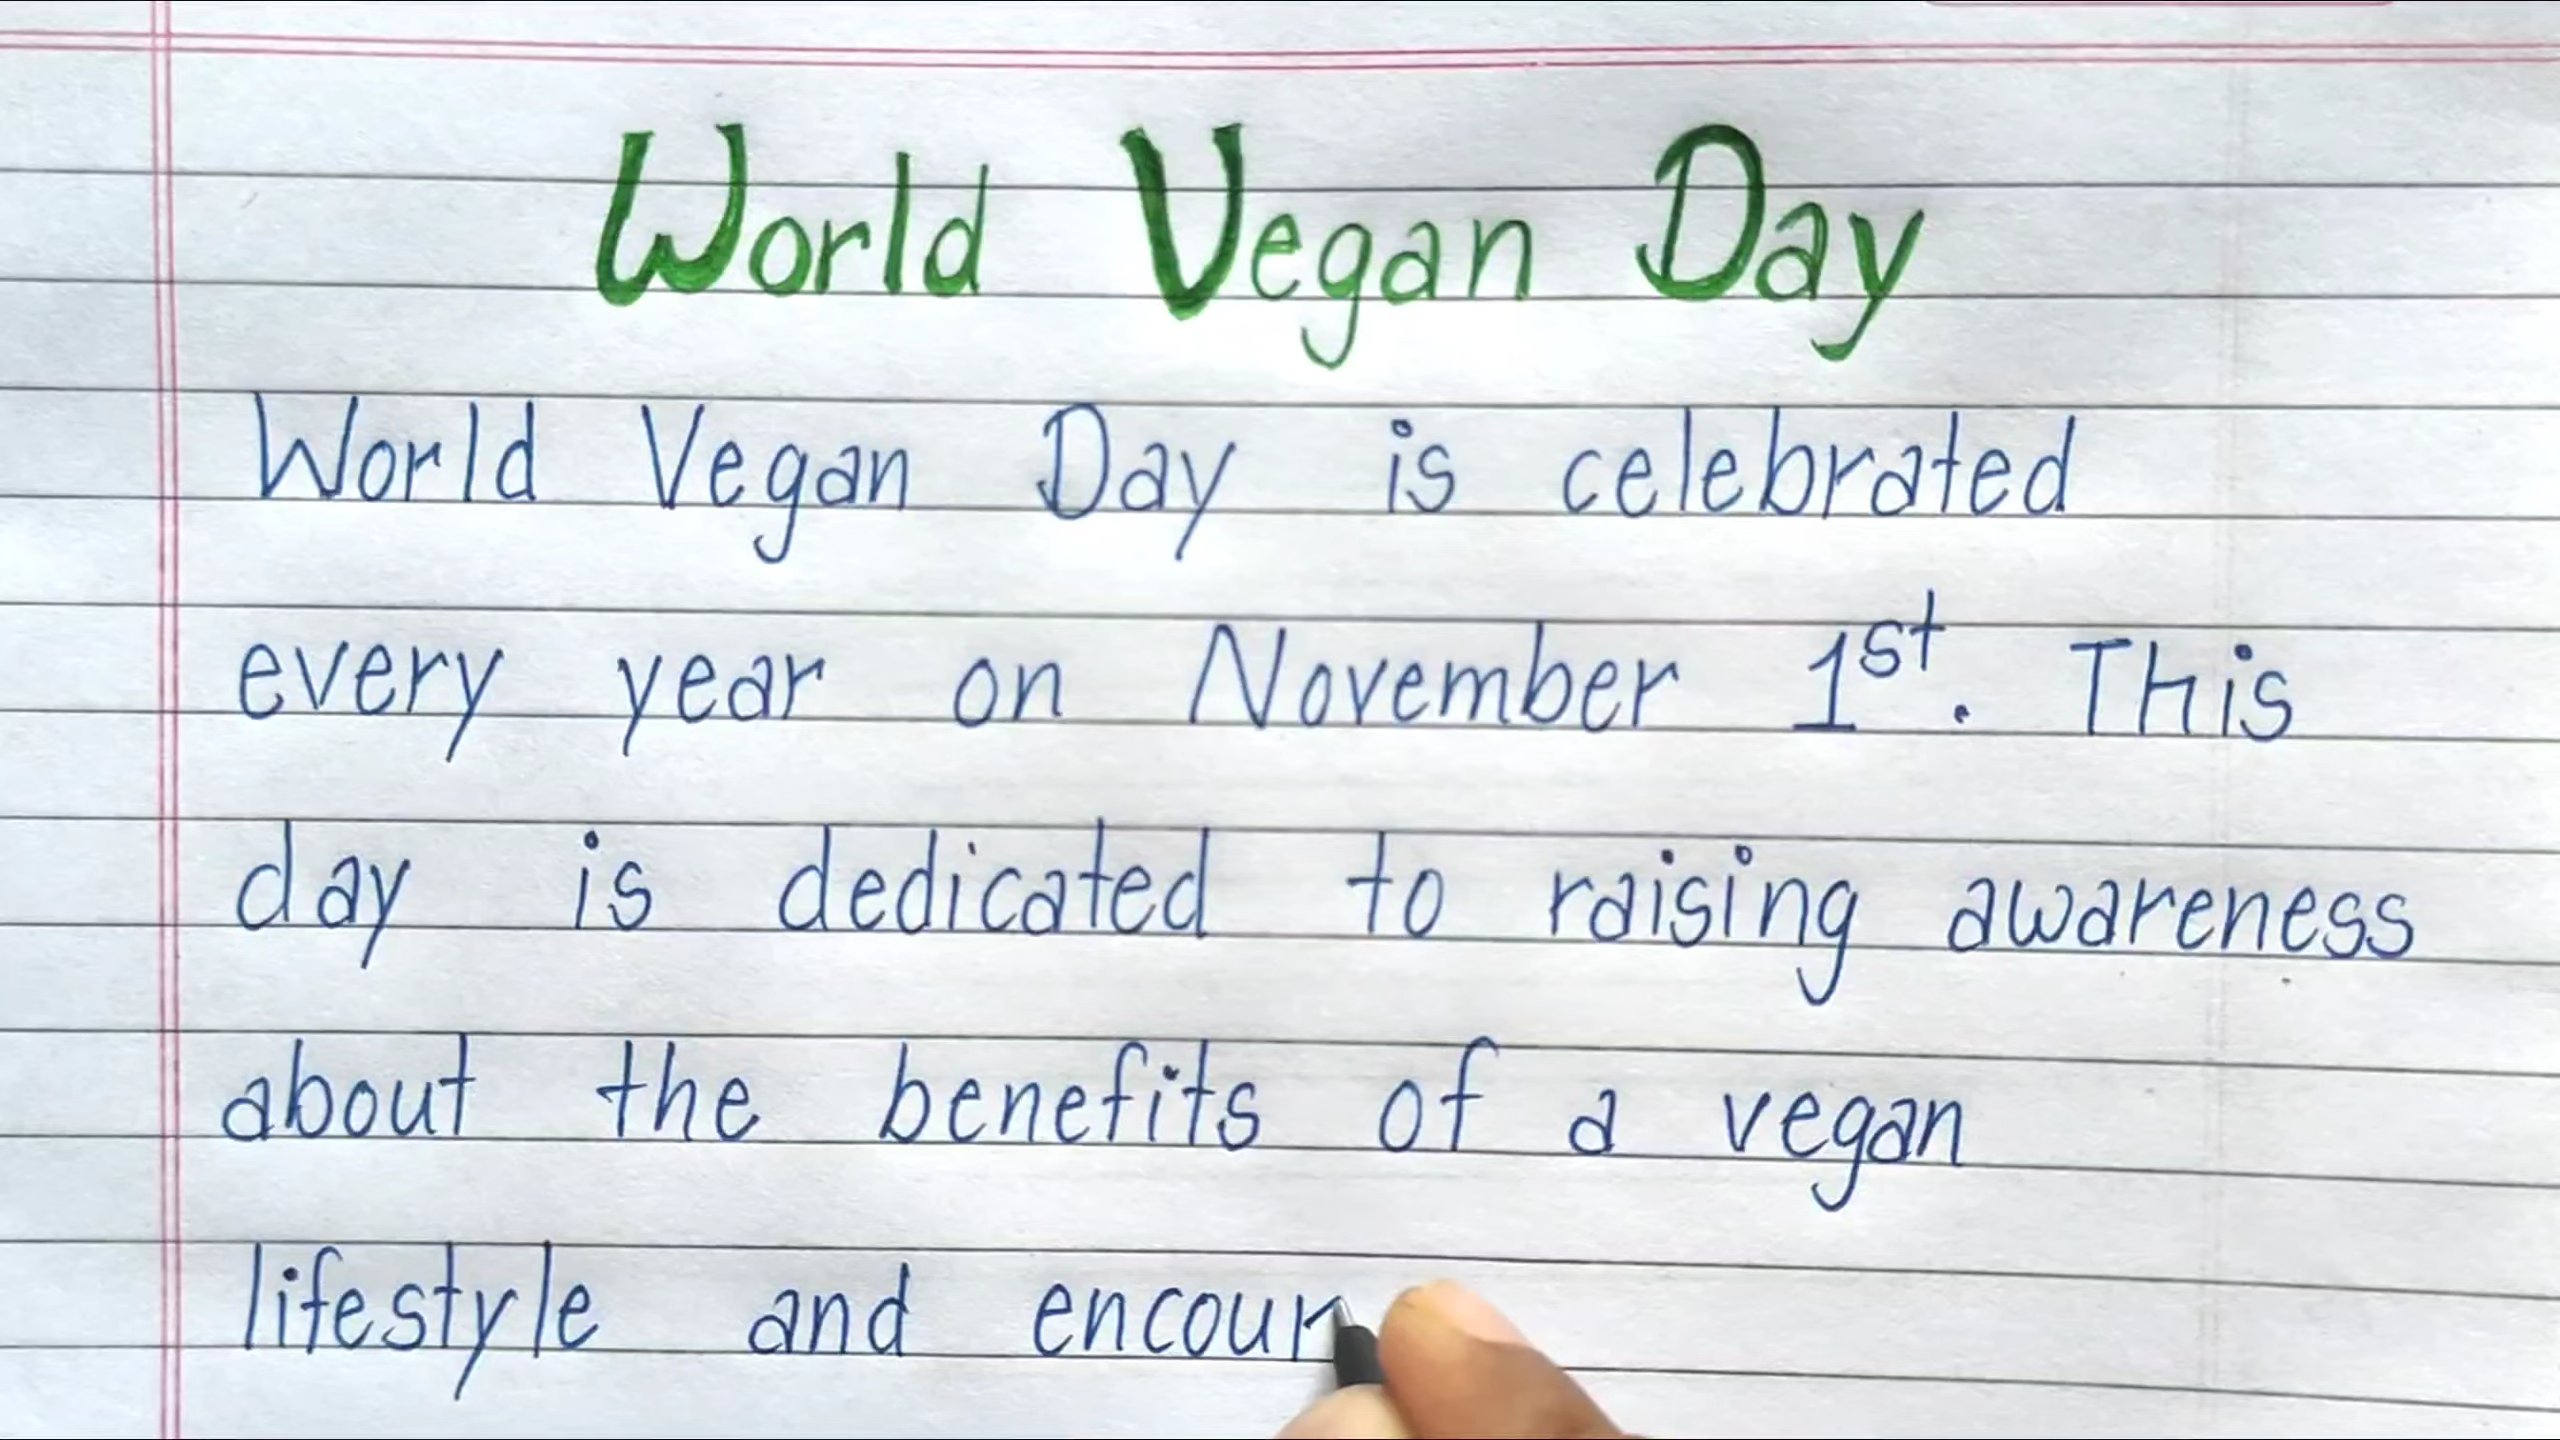 World Vegan Day
World Vegan Day is celebrated
every year on November 1st. This
day is dedicated to raising awareness
about the benefits of a vegan
lifestyle and encour